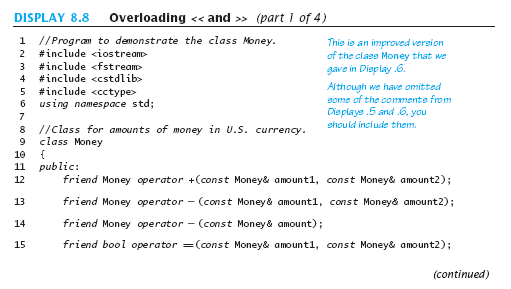 DISPLAY 8.8 Overloading << and >> (part 1 of 4)
1 //Program to demonstrate the class Money.
2 #include <iostream>
3 #include <fstream>
4 #include <cstdlib>
5 #include <cctype>
6 using namespace std;
7
8 //Class for amounts of money in U.S. currency.
9 class Money
10 {
11 public:
12 friend Money operator +(const Money& amount1, const Money& amount2);
13 friend Money operator -(const Money& amount1, const Money& amount2);
14 friend Money operator -(const Money& amount);
15 friend bool operator ==(const Money& amount1, const Money& amount2);
This is an improved version
of the class Money that we
gave in Display .6.
Although we have omitted
some of the comments from
Displays .5 and .6, you
should include them.
(continued)